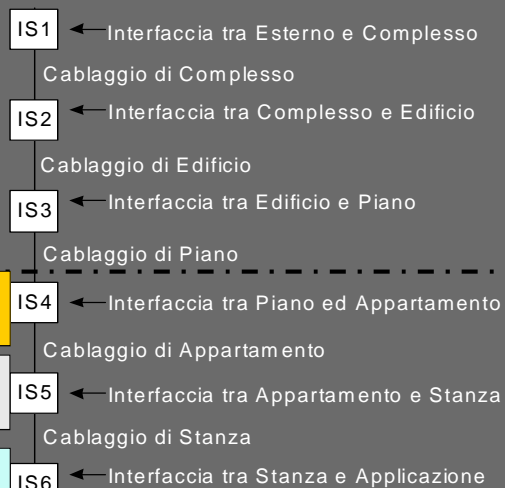 IS1 Interfaccia tra Esterno e Complesso
Cablaggio di Complesso
IS2 Interfaccia tra Complesso e Edificio
Cablaggio di Edificio
IS3 Interfaccia tra Edificio e Piano
Cablaggio di Piano
IS4 Interfaccia tra Piano ed Appartamento
Cablaggio di Appartamento
IS5 Interfaccia tra Appartamento e Stanza
Cablaggio di Stanza
IS6 Interfaccia tra Stanza e Applicazione